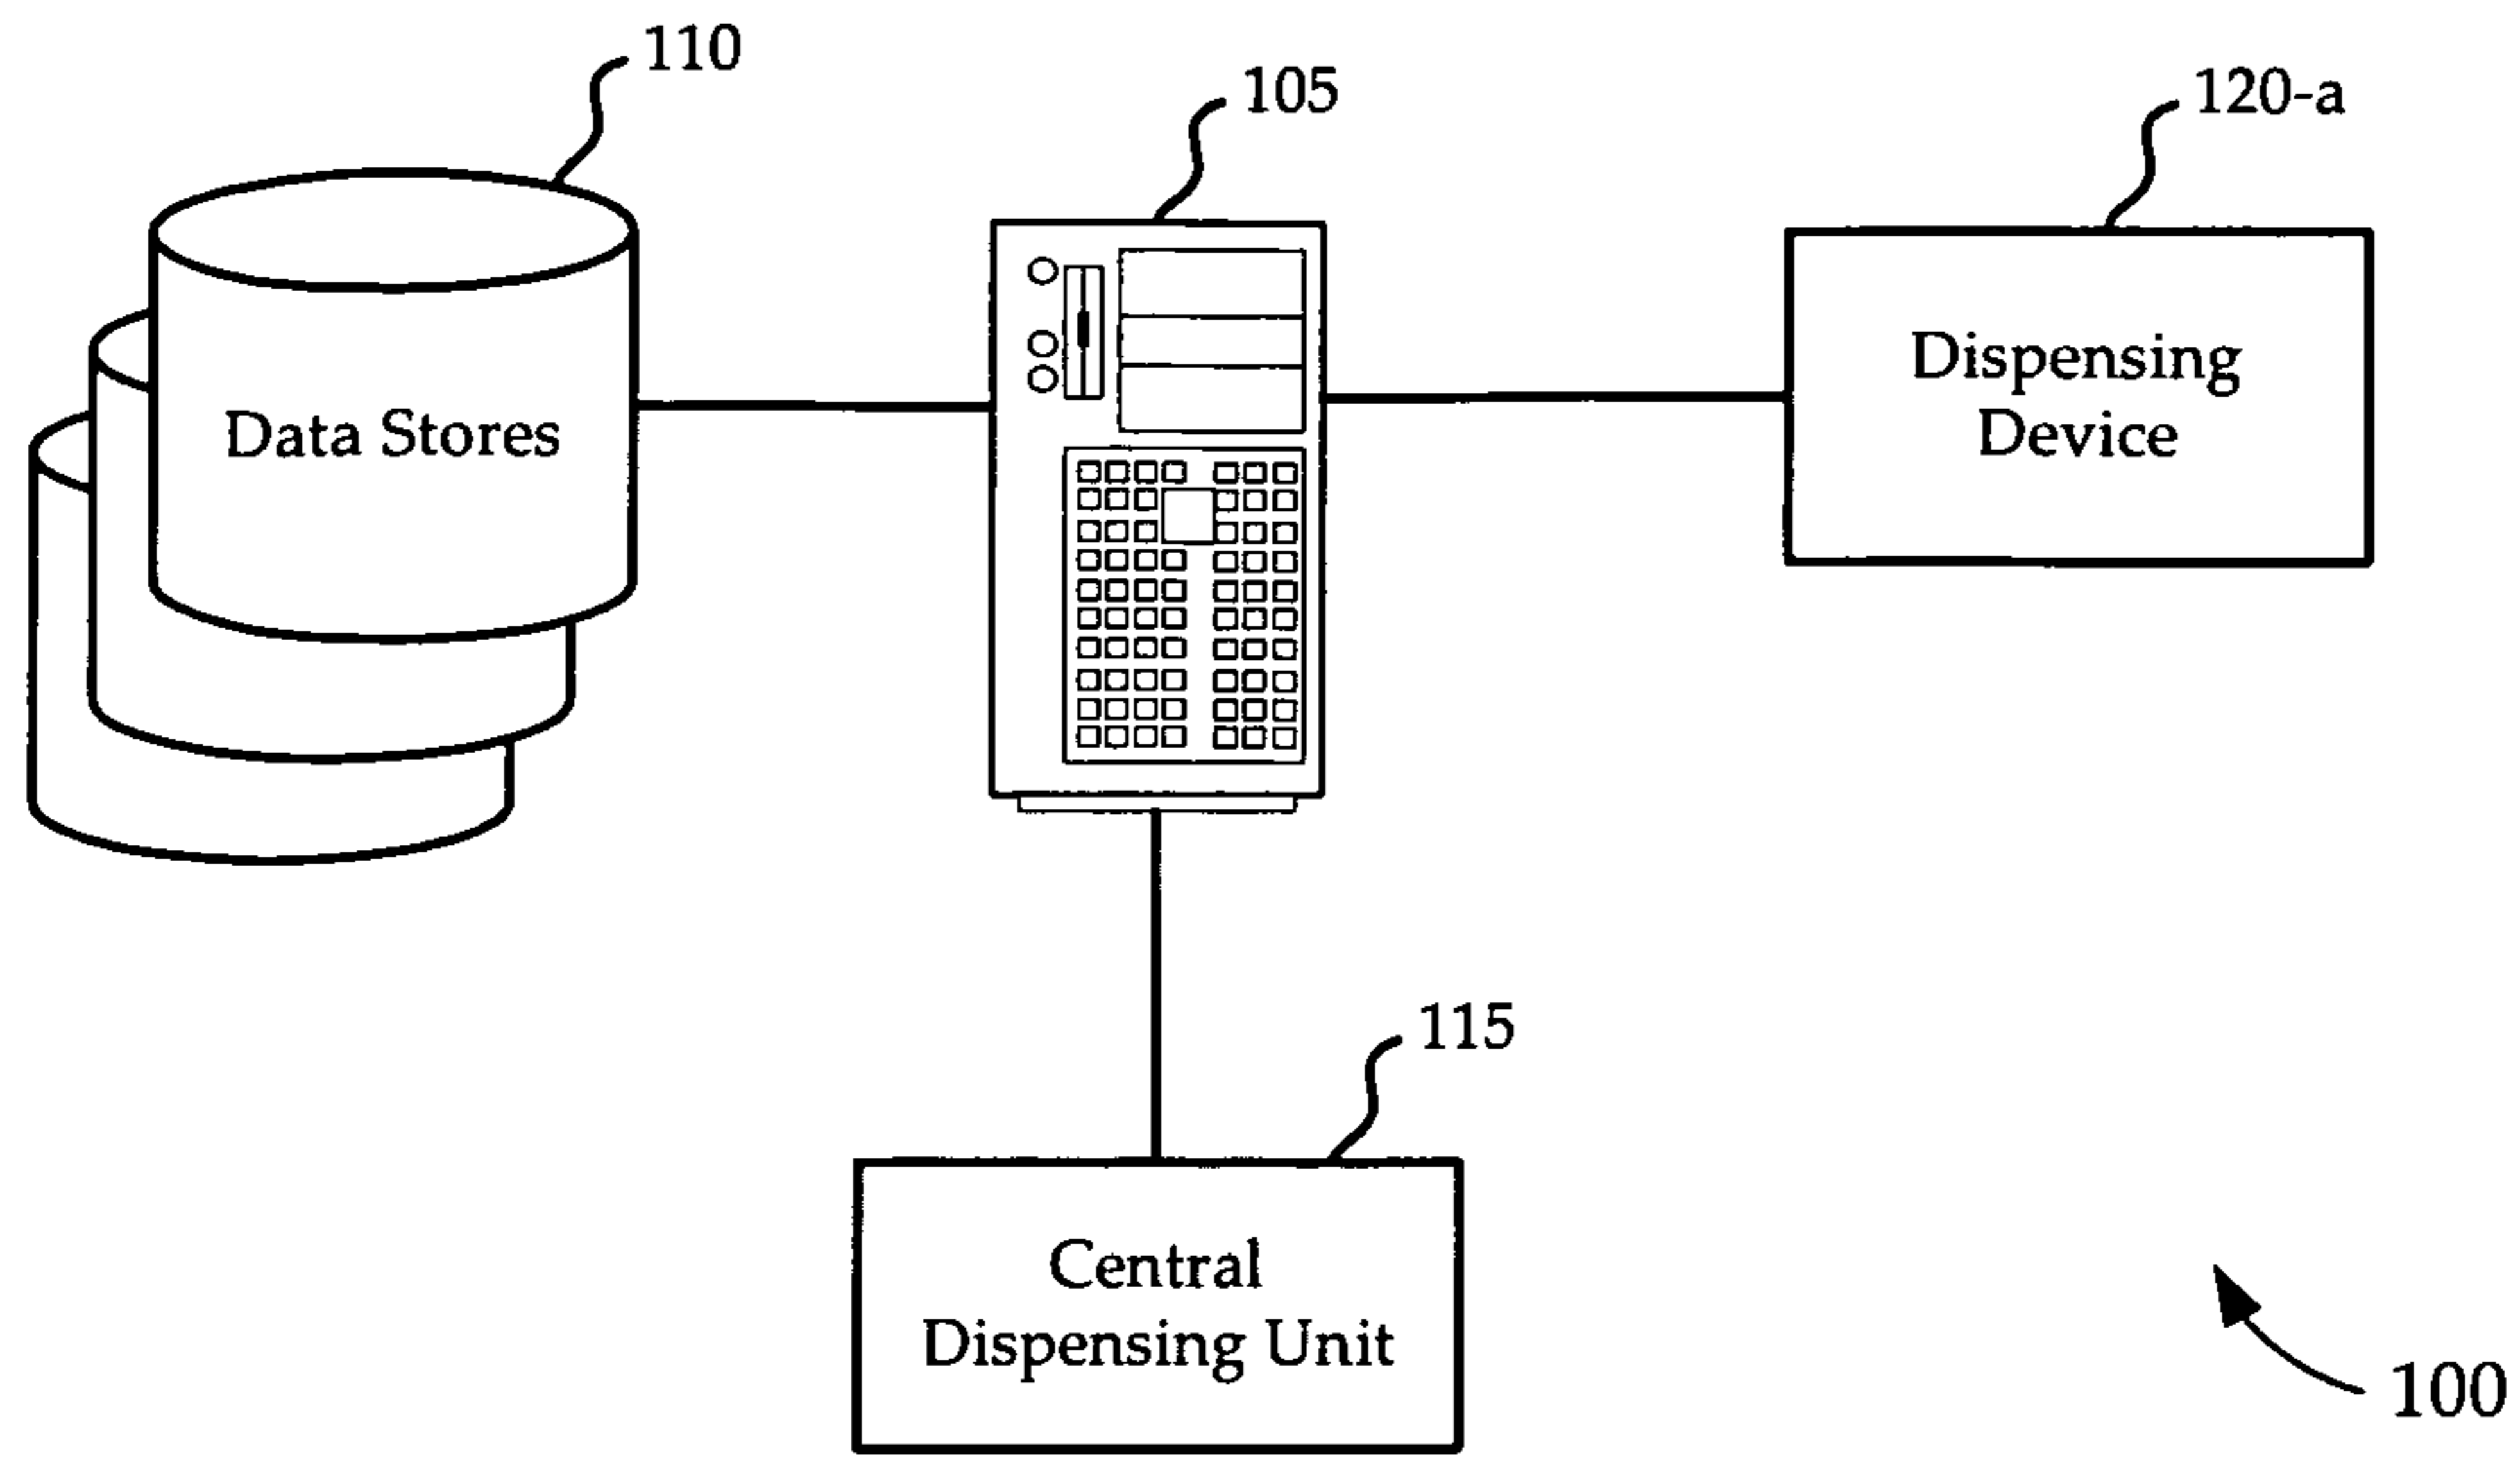 110
105
120-a
Data Stores
Dispensing
Device
115
Central
Dispensing Unit
100